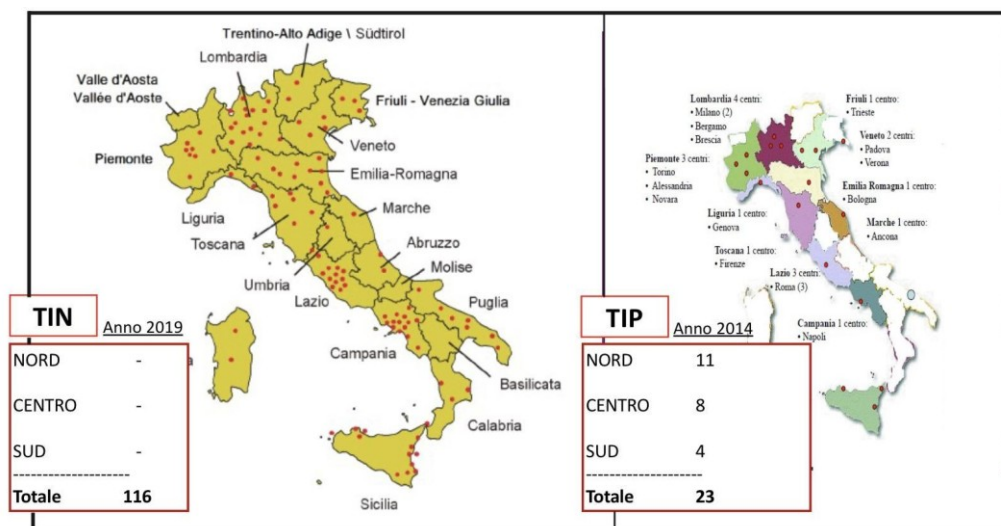 Trentino-Alto Adige \ Südtirol
Lombardia
Valle d'Aosta
Vallée d'Aoste
Friuli - Venezia Giulia
Veneto
Piemonte
Emilia-Romagna
Liguria
Marche
Toscana
Abruzzo
Umbria
Molise
Lazio
Puglia
Campania
Basilicata
Calabria
Sicilia
TIN
Anno 2019
NORD -
CENTRO -
SUD -
--------------------
Totale 116
Lombardia 4 centri:
• Milano (2)
• Bergamo
• Brescia
Friuli 1 centro:
• Trieste
Veneto 2 centri:
• Padova
• Verona
Piemonte 3 centri:
• Torino
• Alessandria
• Novara
Emilia Romagna 1 centro:
• Bologna
Liguria 1 centro:
• Genova
Marche 1 centro:
• Ancona
Toscana 1 centro:
• Firenze
Lazio 3 centri:
• Roma (3)
Campania 1 centro:
• Napoli
TIP
Anno 2014
NORD 11
CENTRO 8
SUD 4
--------------------
Totale 23